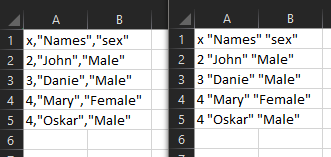 A B
1 x,"Names","sex"
2 2,"John","Male"
3 3,"Danie","Male"
4 4,"Mary","Female"
5 4,"Oskar","Male"
6
A B
1 x "Names" "sex"
2 2 "John" "Male"
3 3 "Danie" "Male"
4 4 "Mary" "Female"
5 4 "Oskar" "Male"
6